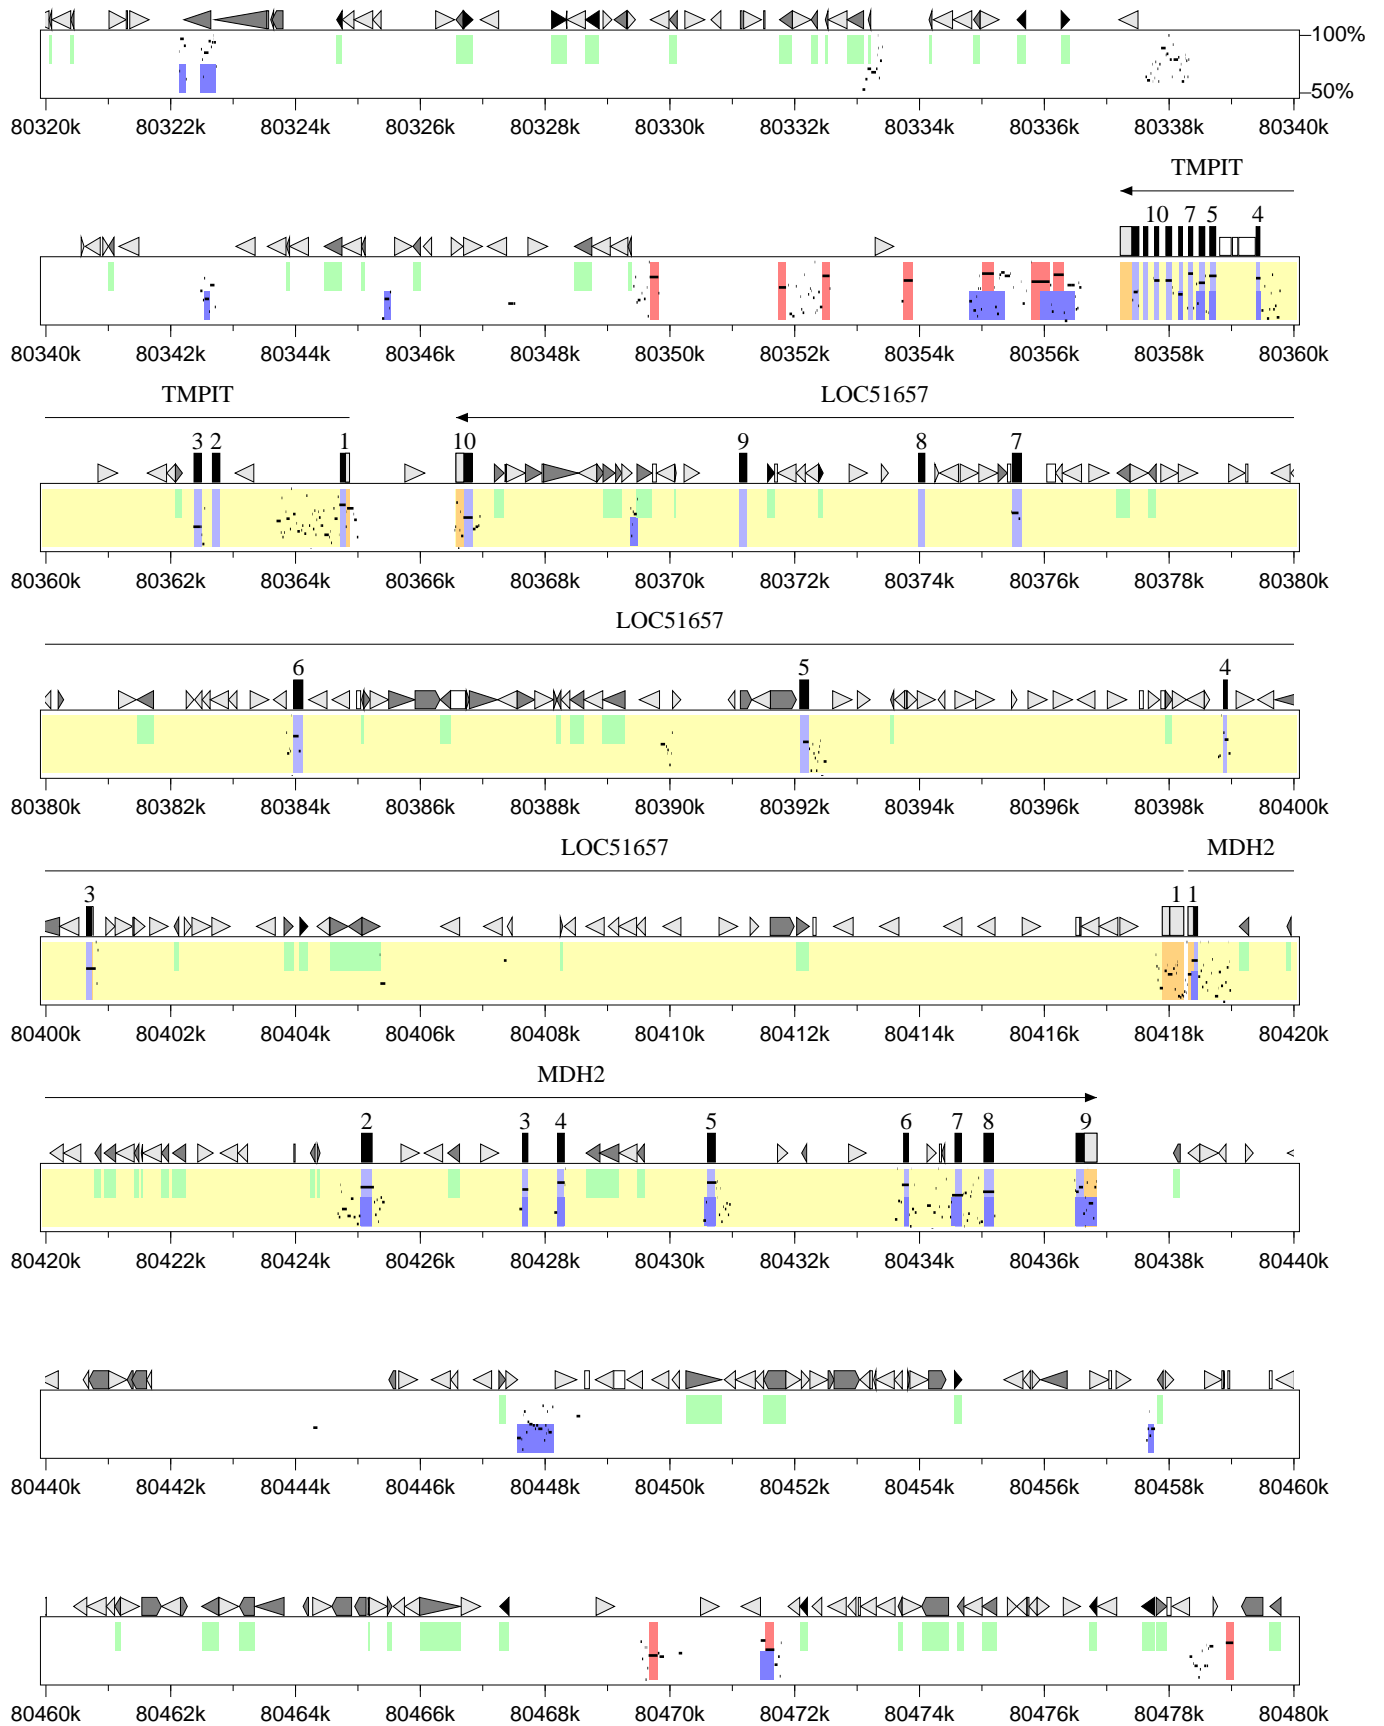 100%
50%
80320k 80322k 80324k 80326k 80328k 80330k 80332k 80334k 80336k 80338k 80340k
TMPIT
10 7 5 4
80340k 80342k 80344k 80346k 80348k 80350k 80352k 80354k 80356k 80358k 80360k
TMPIT LOC51657
3 2 1 10 9 8 7
80360k 80362k 80364k 80366k 80368k 80370k 80372k 80374k 80376k 80378k 80380k
LOC51657
6 5 4
80380k 80382k 80384k 80386k 80388k 80390k 80392k 80394k 80396k 80398k 80400k
LOC51657 MDH2
3 1 1
80400k 80402k 80404k 80406k 80408k 80410k 80412k 80414k 80416k 80418k 80420k
MDH2
2 3 4 5 6 7 8 9
80420k 80422k 80424k 80426k 80428k 80430k 80432k 80434k 80436k 80438k 80440k
80440k 80442k 80444k 80446k 80448k 80450k 80452k 80454k 80456k 80458k 80460k
80460k 80462k 80464k 80466k 80468k 80470k 80472k 80474k 80476k 80478k 80480k